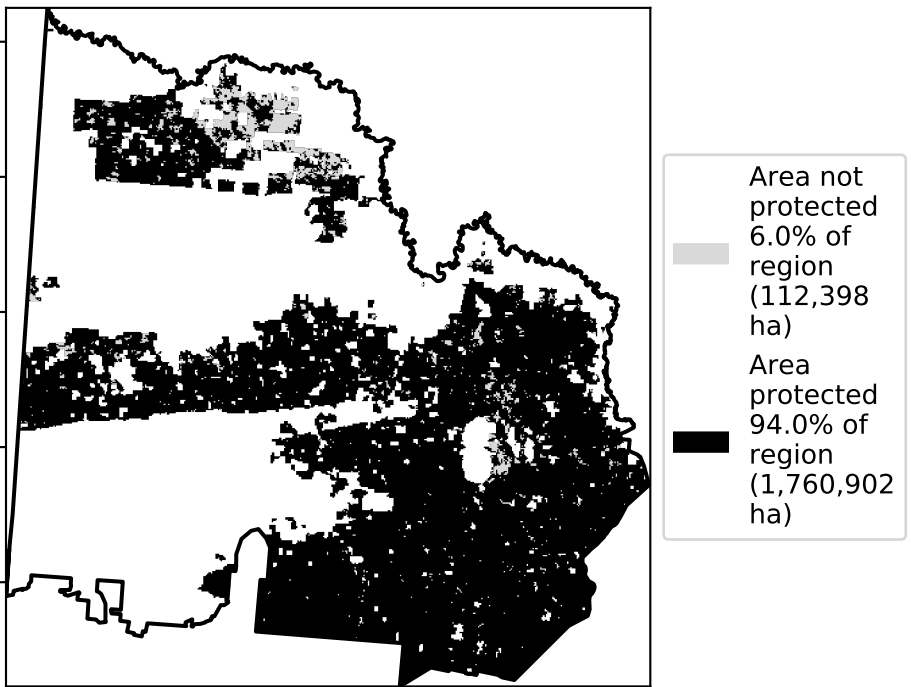 Area not
protected
6.0% of
region
(112,398
ha)
Area
protected
94.0% of
region
(1,760,902
ha)